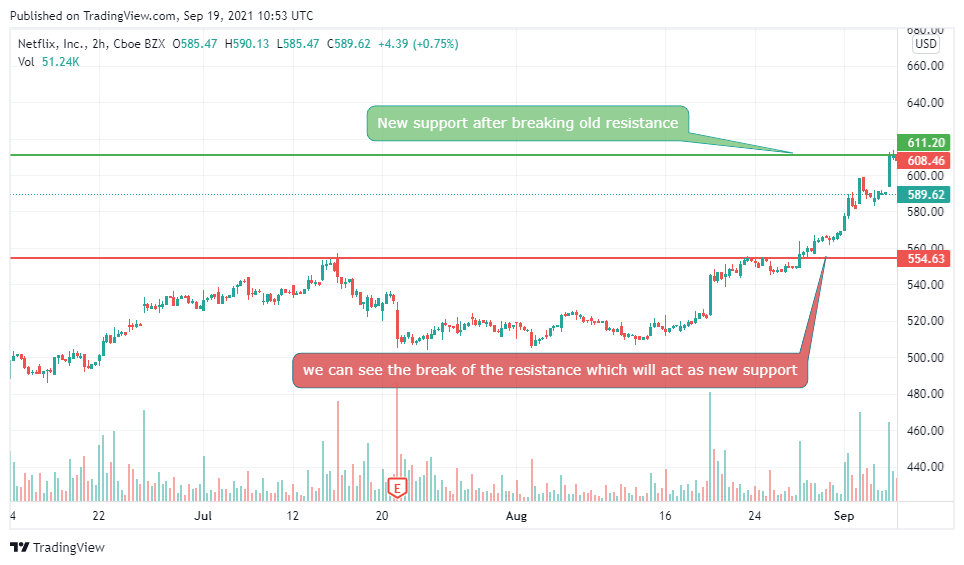 Published on TradingView.com, Sep 19, 2021 10:53 UTC
Netflix, Inc., 2h, Cboe BZX O585.47 H590.13 L585.47 C589.62 +4.39 (+0.75%)
Vol 51.24K
680.00
USD
660.00
640.00
New support after breaking old resistance
611.20
608.46
600.00
589.62
580.00
560.00
554.63
540.00
520.00
500.00
we can see the break of the resistance which will act as new support
480.00
460.00
440.00
E
4 22 Jul 12 20 Aug 16 24 Sep
TradingView